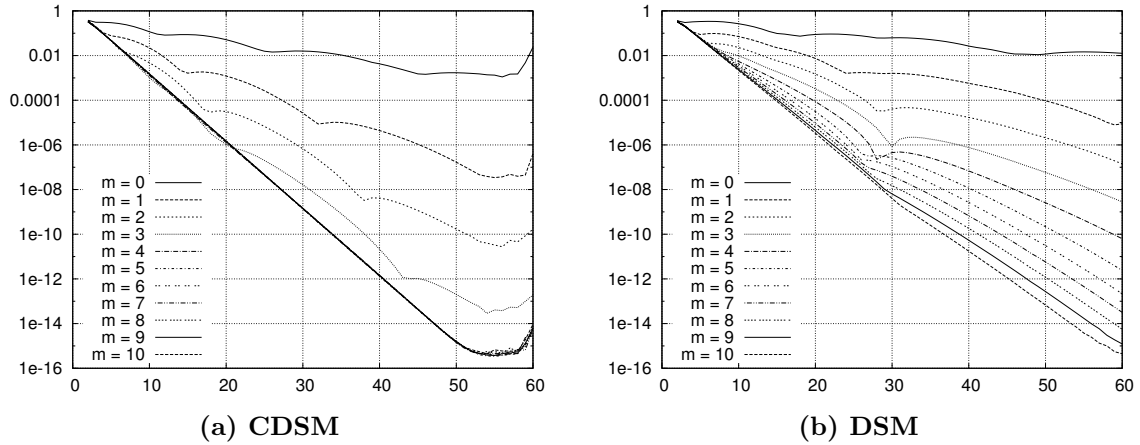 1
0.01
0.0001
1e-06
1e-08
1e-10
1e-12
1e-14
1e-16
m = 0
m = 1
m = 2
m = 3
m = 4
m = 5
m = 6
m = 7
m = 8
m = 9
m = 10
0 10 20 30 40 50 60
(a) CDSM
1
0.01
0.0001
1e-06
1e-08
1e-10
1e-12
1e-14
1e-16
m = 0
m = 1
m = 2
m = 3
m = 4
m = 5
m = 6
m = 7
m = 8
m = 9
m = 10
0 10 20 30 40 50 60
(b) DSM